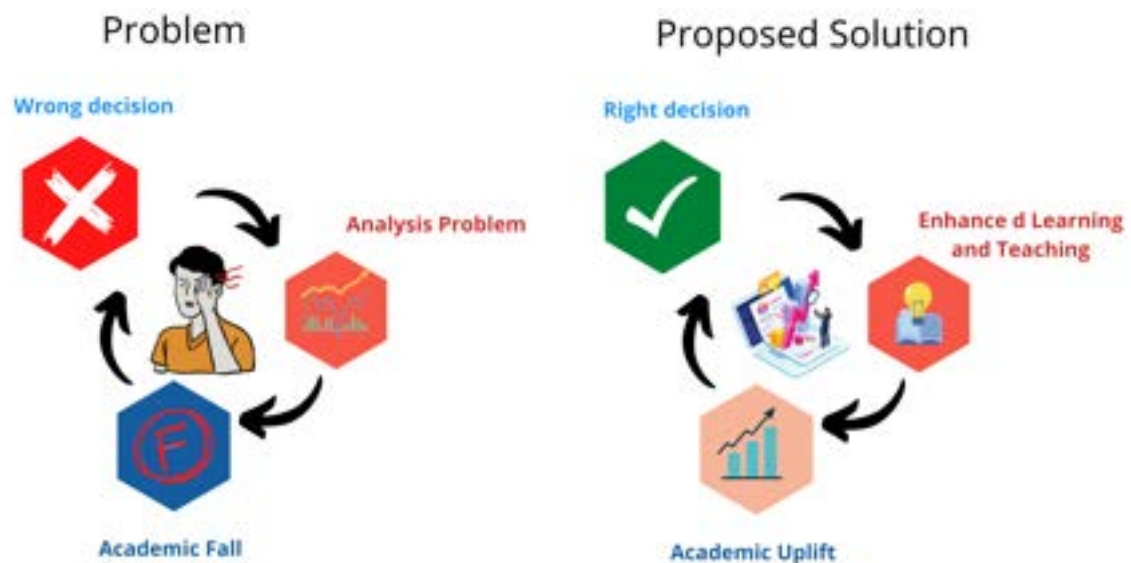 Problem
Wrong decision
Analysis Problem
F
Academic Fall
Proposed Solution
Right decision
Enhance d Learning
and Teaching
Academic Uplift